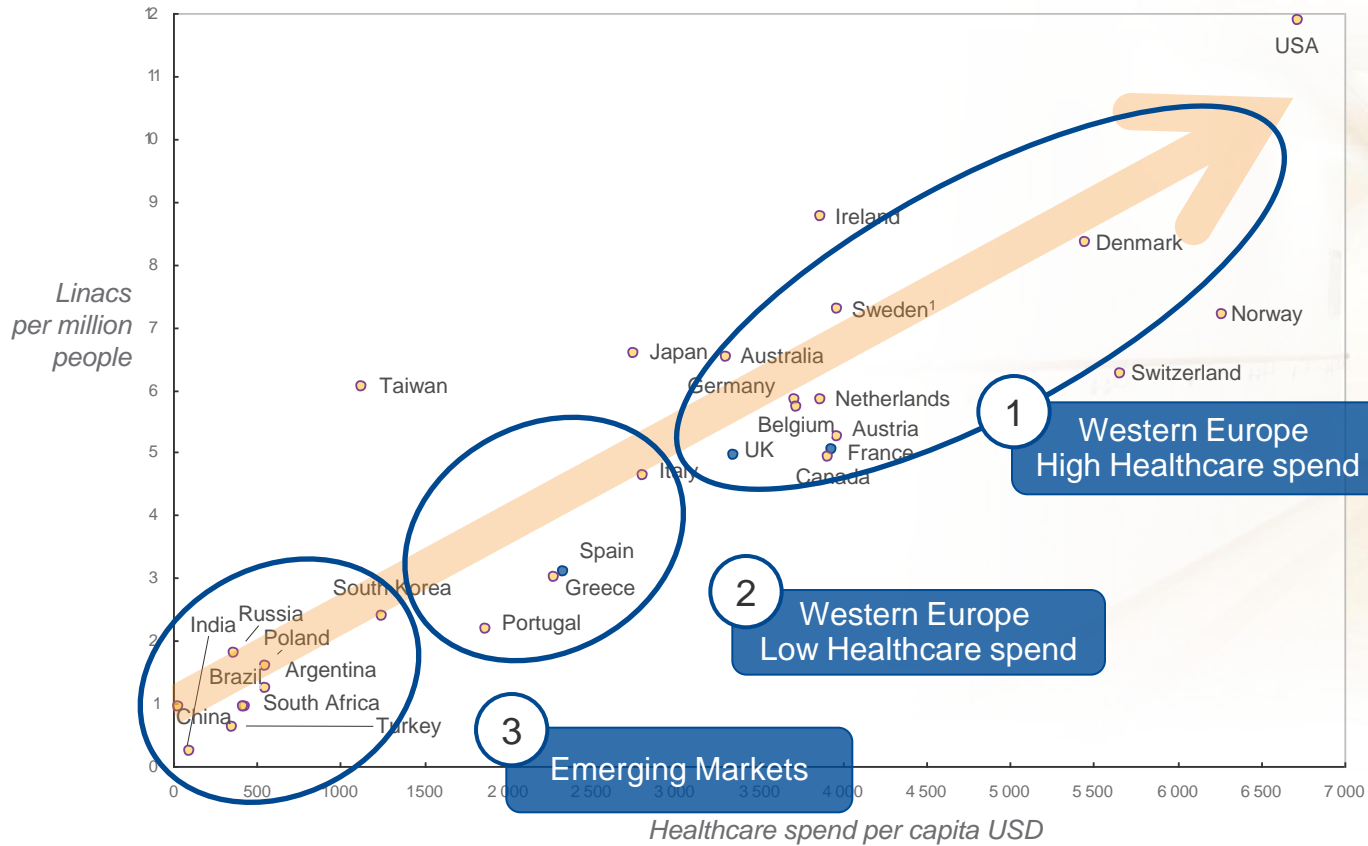 12
USA
11
10
9
Ireland
Denmark
8
Linacs
per million
people
Sweden¹
Norway
7
Japan
Australia
Taiwan
Germany
Netherlands
Switzerland
6
1
Belgium
Austria
Western Europe
High Healthcare spend
UK
France
5
Italy
Canada
4
Spain
Greece
2
3
South Korea
Western Europe
Low Healthcare spend
Portugal
India
Russia
2
Poland
Brazil
Argentina
1
South Africa
China
Turkey
3
Emerging Markets
0
0 500 1000 1500 2 000 2 500 3 000 3 500 4 000 4 500 5 000 5 500 6 000 6 500 7 000
Healthcare spend per capita USD